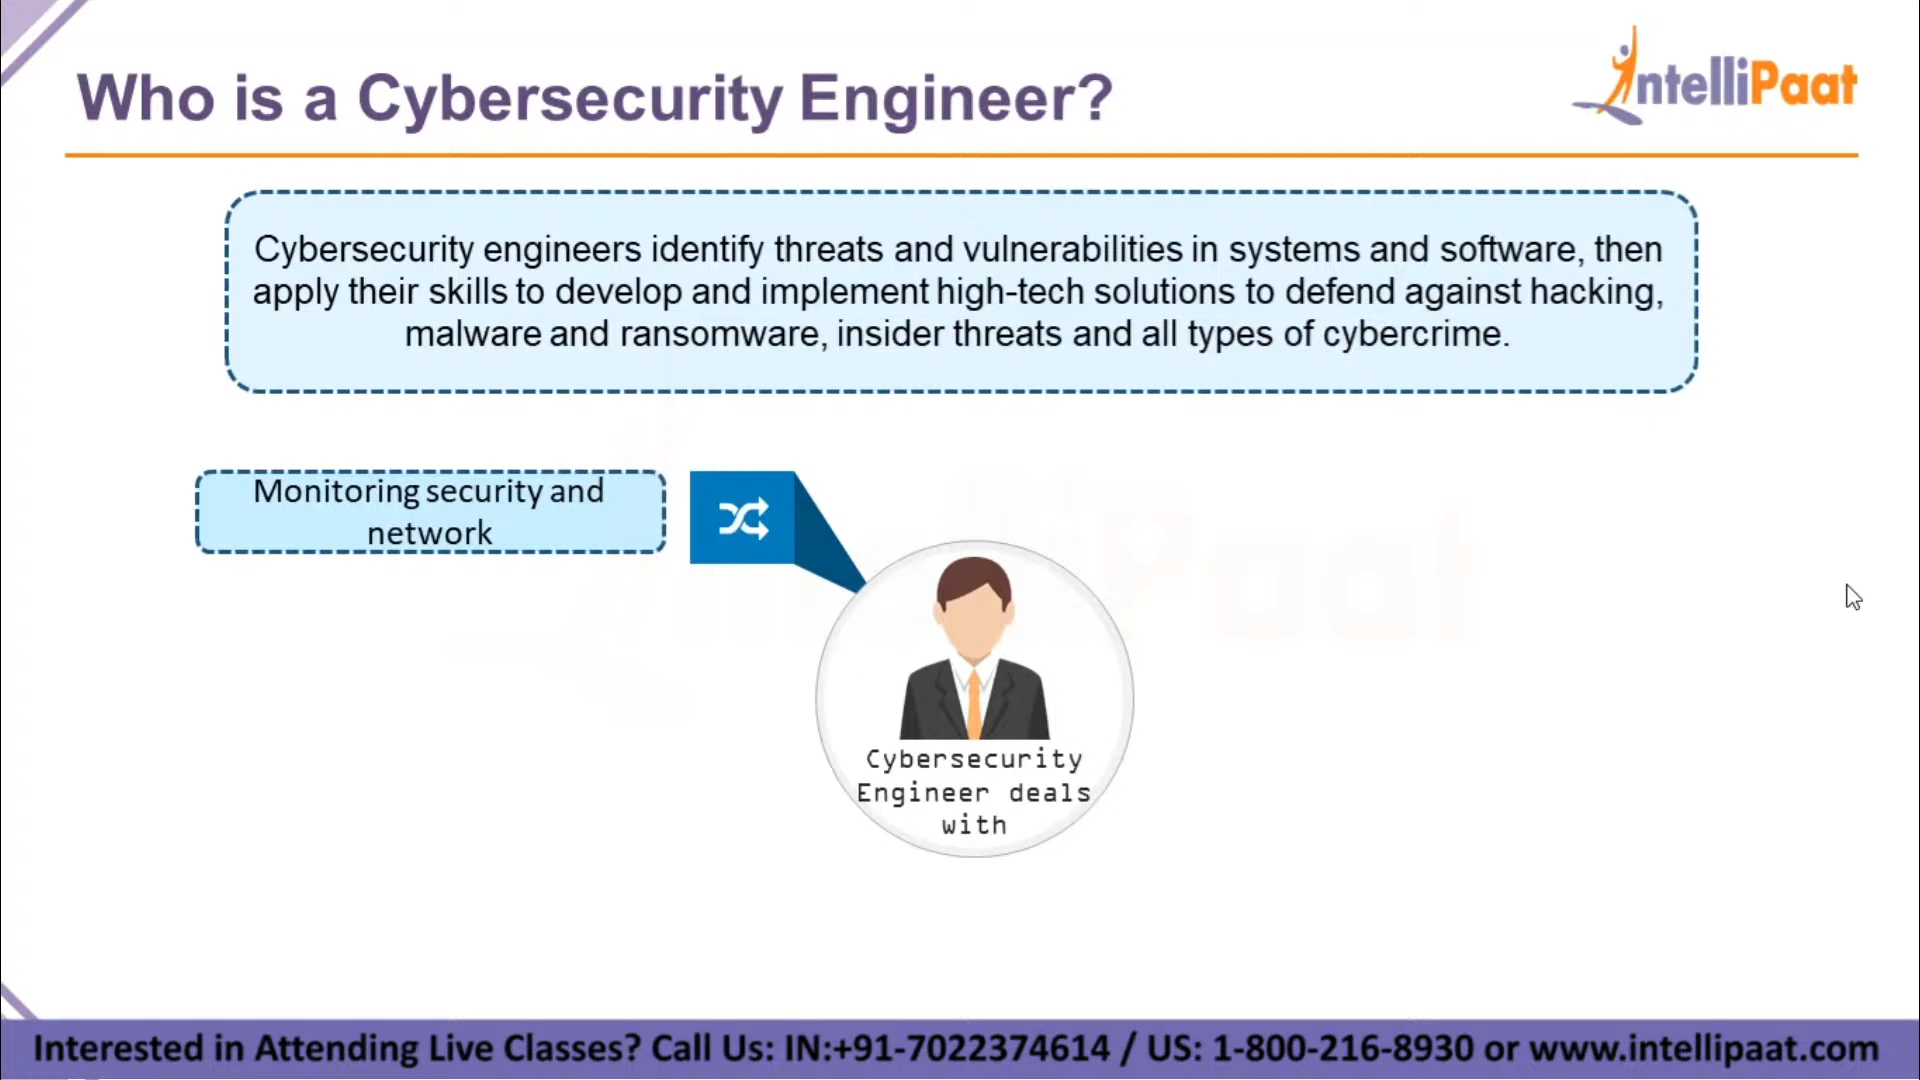 Who is a Cybersecurity Engineer?
IntelliPaat
Cybersecurity engineers identify threats and vulnerabilities in systems and software, then
apply their skills to develop and implement high-tech solutions to defend against hacking,
malware and ransomware, insider threats and all types of cybercrime.
Monitoring security and
network
IntelliPaat
Cybersecurity
Engineer deals
with
Interested in Attending Live Classes? Call Us: IN:+91-7022374614 / US: 1-800-216-8930 or www.intellipaat.com